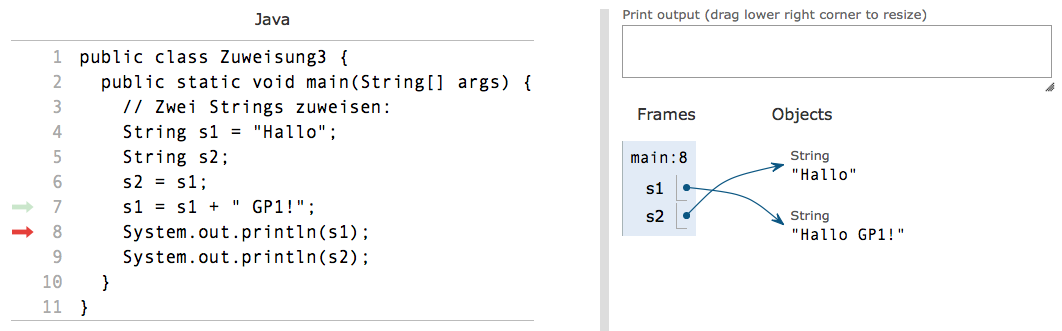 Java
1 public class Zuweisung3 {
2 public static void main(String[] args) {
3 // Zwei Strings zuweisen:
4 String s1 = "Hallo";
5 String s2;
6 s2 = s1;
7 s1 = s1 + " GP1!";
8 System.out.println(s1);
9 System.out.println(s2);
10 }
11 }
Print output (drag lower right corner to resize)
Frames
Objects
main:8
s1
s2
String
"Hallo"
String
"Hallo GP1!"